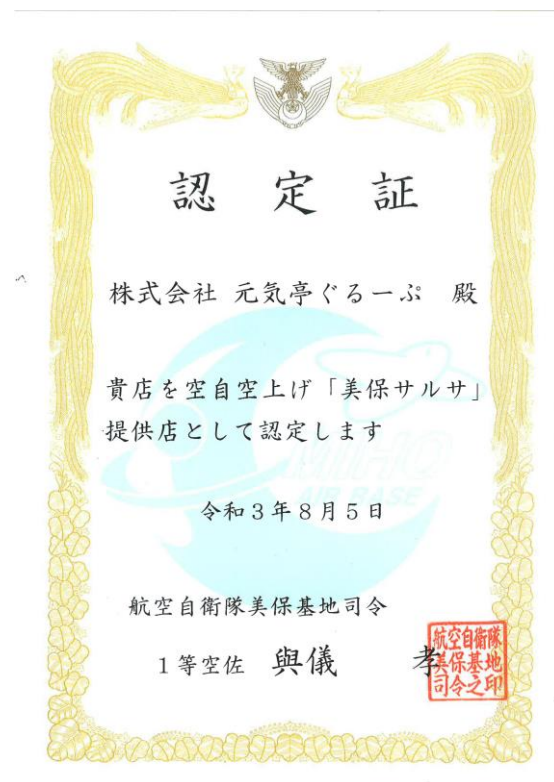 認定証
株式会社 元気亭ぐるーぷ 殿
貴店を空自空上げ「美保サルサ」
提供店として認定します
令和3年8月5日
航空自衛隊美保基地司令
1等空佐 與儀 孝
航空自衛隊
美保基地
司令之印
MIHO
AIR BASE